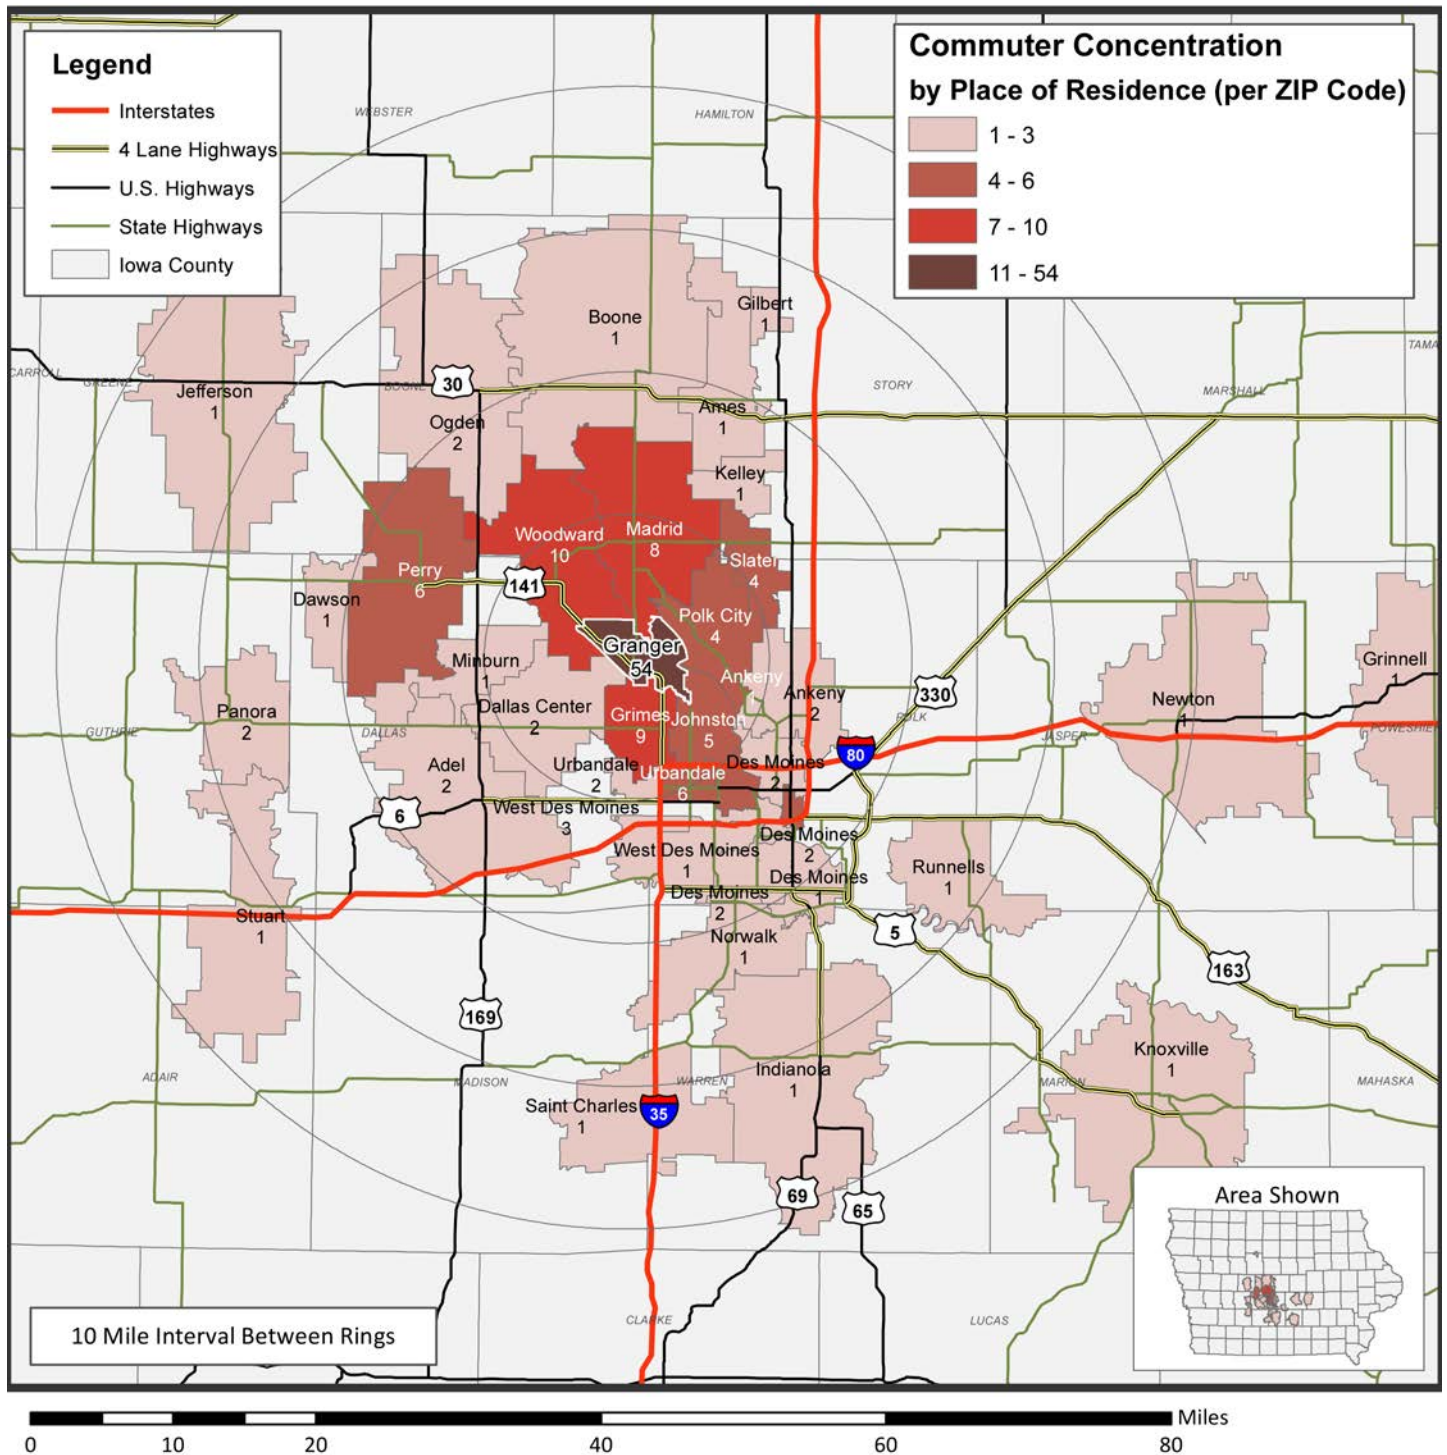 Legend
Interstates
4 Lane Highways
U.S. Highways
State Highways
Iowa County
Commuter Concentration
by Place of Residence (per ZIP Code)
1 - 3
4 - 6
7 - 10
11 - 54
WEBSTER
HAMILTON
Gilbert
1
Boone
1
CARROLL
GREENE
BOONE
30
STORY
MARSHALL
TAMA
Jefferson
1
Ogden
2
Ames
1
Kelley
1
Woodward
10
Madrid
8
Slater
4
Perry
6
141
Dawson
1
Polk City
4
Granger
54
Minburn
1
Ankeny
Ankeny
2
330
Newton
1
Grinnell
1
Panora
2
Dallas Center
2
Grimes
9
Johnston
5
POLK
GUTHRIE
DALLAS
JASPER
POWESHIEK
80
Adel
2
Urbandale
2
Urbandale
6
Des Moines
2
6
West Des Moines
3
Des Moines
2
West Des Moines
1
Des Moines
1
Runnells
1
Des Moines
2
Stuart
1
Norwalk
1
5
163
169
Knoxville
1
Indianola
1
ADAIR
MADISON
WARREN
MARION
MAHASKA
Saint Charles
1
35
69
65
Area Shown
CLARKE
LUCAS
10 Mile Interval Between Rings
0
10
20
40
60
80
Miles